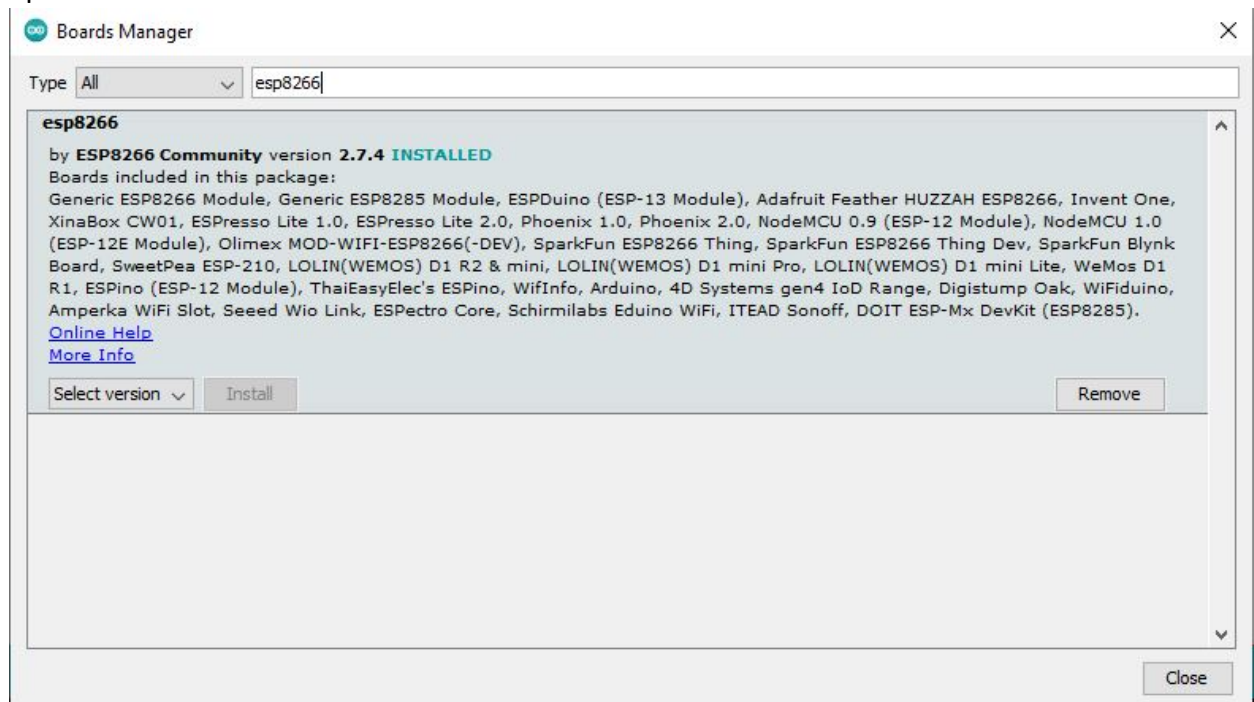 Boards Manager
Type All esp8266
esp8266
by ESP8266 Community version 2.7.4 INSTALLED
Boards included in this package:
Generic ESP8266 Module, Generic ESP8285 Module, ESPDuino (ESP-13 Module), Adafruit Feather HUZZAH ESP8266, Invent One,
XinaBox CW01, ESPresso Lite 1.0, ESPresso Lite 2.0, Phoenix 1.0, Phoenix 2.0, NodeMCU 0.9 (ESP-12 Module), NodeMCU 1.0
(ESP-12E Module), Olimex MOD-WIFI-ESP8266(-DEV), SparkFun ESP8266 Thing, SparkFun ESP8266 Thing Dev, SparkFun Blynk
Board, SweetPea ESP-210, LOLIN(WEMOS) D1 R2 & mini, LOLIN(WEMOS) D1 mini Pro, LOLIN(WEMOS) D1 mini Lite, WeMos D1
R1, ESPino (ESP-12 Module), ThaiEasyElec's ESPino, WifInfo, Arduino, 4D Systems gen4 IoD Range, Digistump Oak, WiFiduino,
Amperka WiFi Slot, Seeed Wio Link, ESPectro Core, Schirmilabs Eduino WiFi, ITEAD Sonoff, DOIT ESP-Mx DevKit (ESP8285).
Online Help
More Info
Select version Install Remove
Close